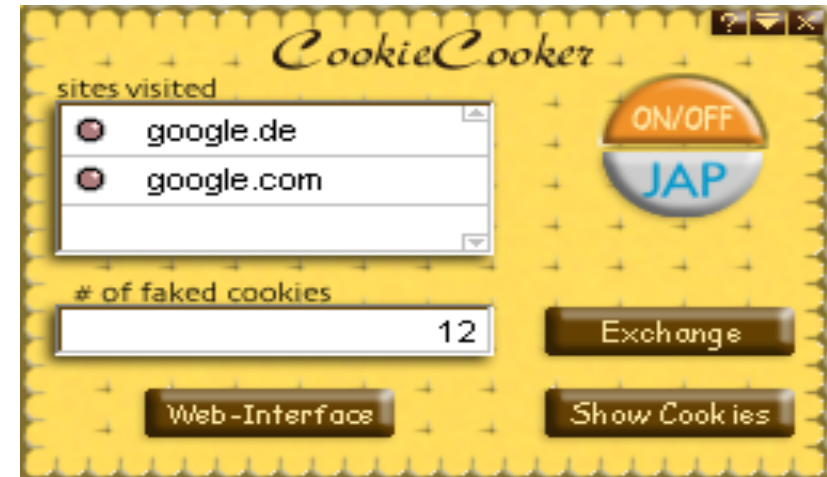 ?
CookieCooker
sites visited
google.de
google.com
ON/OFF
JAP
# of faked cookies
12
Exchange
Web-Interface
Show Cookies